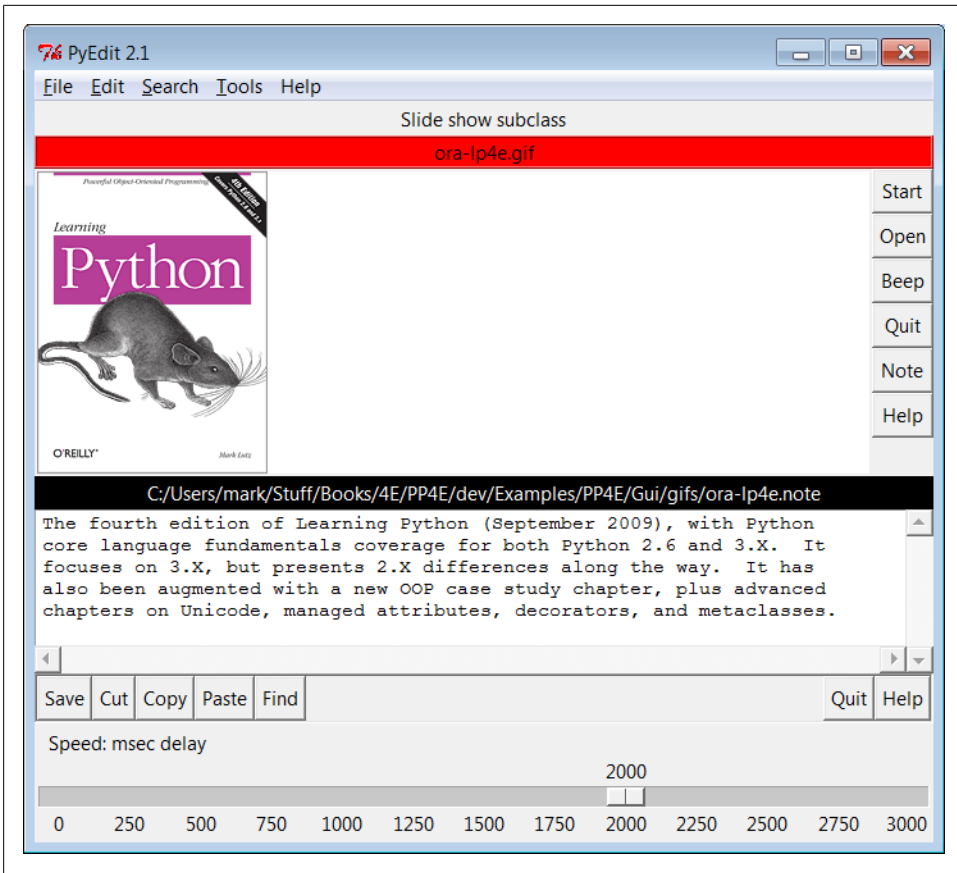 PyEdit 2.1
File Edit Search Tools Help
Slide show subclass
ora-lp4e.gif
Powerful Object-Oriented Programming
4th Edition
Covers Python 2.6 and 3.x
Learning
Python
O'REILLY®
Mark Lutz
Start
Open
Beep
Quit
Note
Help
C:/Users/mark/Stuff/Books/4E/PP4E/dev/Examples/PP4E/Gui/gifs/ora-lp4e.note
The fourth edition of Learning Python (September 2009), with Python
core language fundamentals coverage for both Python 2.6 and 3.X. It
focuses on 3.X, but presents 2.X differences along the way. It has
also been augmented with a new OOP case study chapter, plus advanced
chapters on Unicode, managed attributes, decorators, and metaclasses.
Save Cut Copy Paste Find Quit Help
Speed: msec delay
2000
0 250 500 750 1000 1250 1500 1750 2000 2250 2500 2750 3000